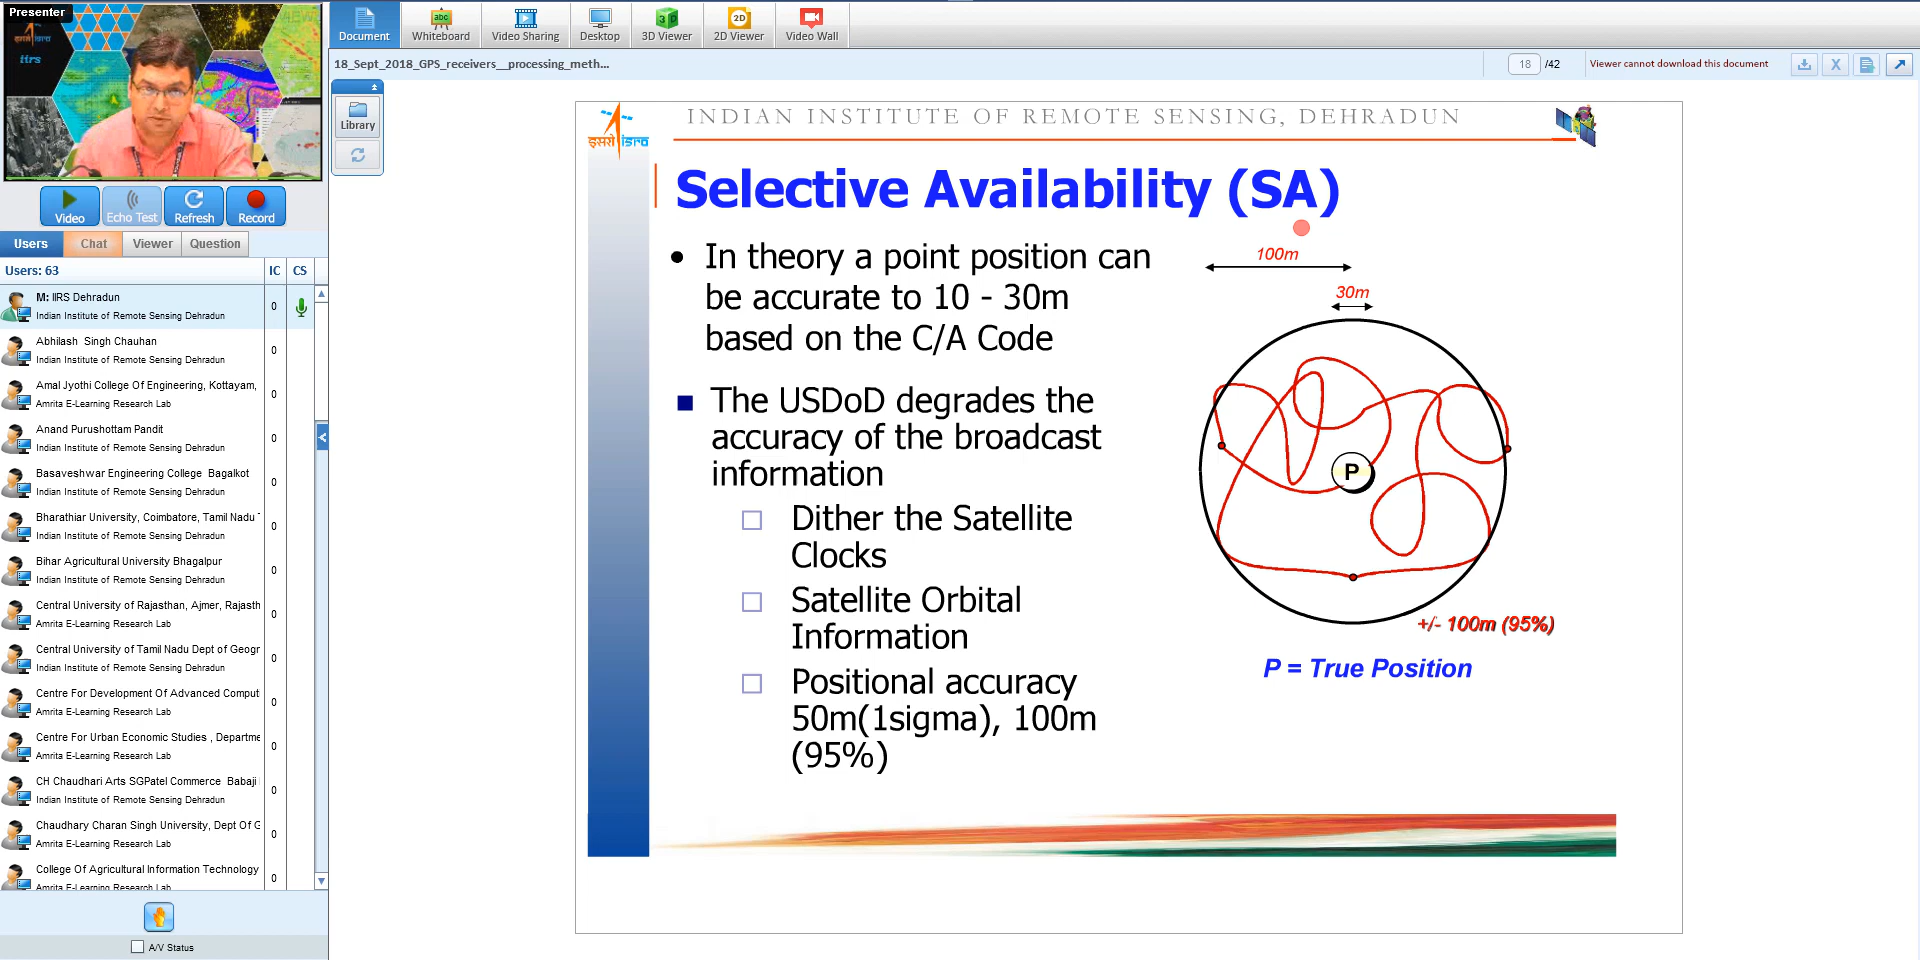 Presenter
इसरो isro
iirs
Video
Echo Test
Refresh
Record
Users
Chat
Viewer
Question
Users: 63
IC
CS
M: IIRS Dehradun
Indian Institute of Remote Sensing Dehradun
0
Abhilash Singh Chauhan
Indian Institute of Remote Sensing Dehradun
0
Amal Jyothi College Of Engineering, Kottayam,
Amrita E-Learning Research Lab
0
Anand Purushottam Pandit
Indian Institute of Remote Sensing Dehradun
0
Basaveshwar Engineering College Bagalkot
Indian Institute of Remote Sensing Dehradun
0
Bharathiar University, Coimbatore, Tamil Nadu
Indian Institute of Remote Sensing Dehradun
0
Bihar Agricultural University Bhagalpur
Indian Institute of Remote Sensing Dehradun
0
Central University of Rajasthan, Ajmer, Rajasth
Amrita E-Learning Research Lab
0
Central University of Tamil Nadu Dept of Geogr
Indian Institute of Remote Sensing Dehradun
0
Centre For Development Of Advanced Comput
Amrita E-Learning Research Lab
0
Centre For Urban Economic Studies , Departme
Amrita E-Learning Research Lab
0
CH Chaudhari Arts SGPatel Commerce Babaji
Indian Institute of Remote Sensing Dehradun
0
Chaudhary Charan Singh University, Dept Of G
Amrita E-Learning Research Lab
0
College Of Agricultural Information Technology
Amrita E-Learning Research Lab
0
A/V Status
Document
Whiteboard
Video Sharing
Desktop
3D Viewer
2D Viewer
Video Wall
18_Sept_2018_GPS_receivers__processing_meth...
18 /42
Viewer cannot download this document
Library
INDIAN INSTITUTE OF REMOTE SENSING, DEHRADUN
इसरो isro
Selective Availability (SA)
• In theory a point position can
be accurate to 10 - 30m
based on the C/A Code
■ The USDoD degrades the
accuracy of the broadcast
information
□ Dither the Satellite
Clocks
□ Satellite Orbital
Information
□ Positional accuracy
50m(1sigma), 100m
(95%)
100m
30m
P
+/- 100m (95%)
P = True Position